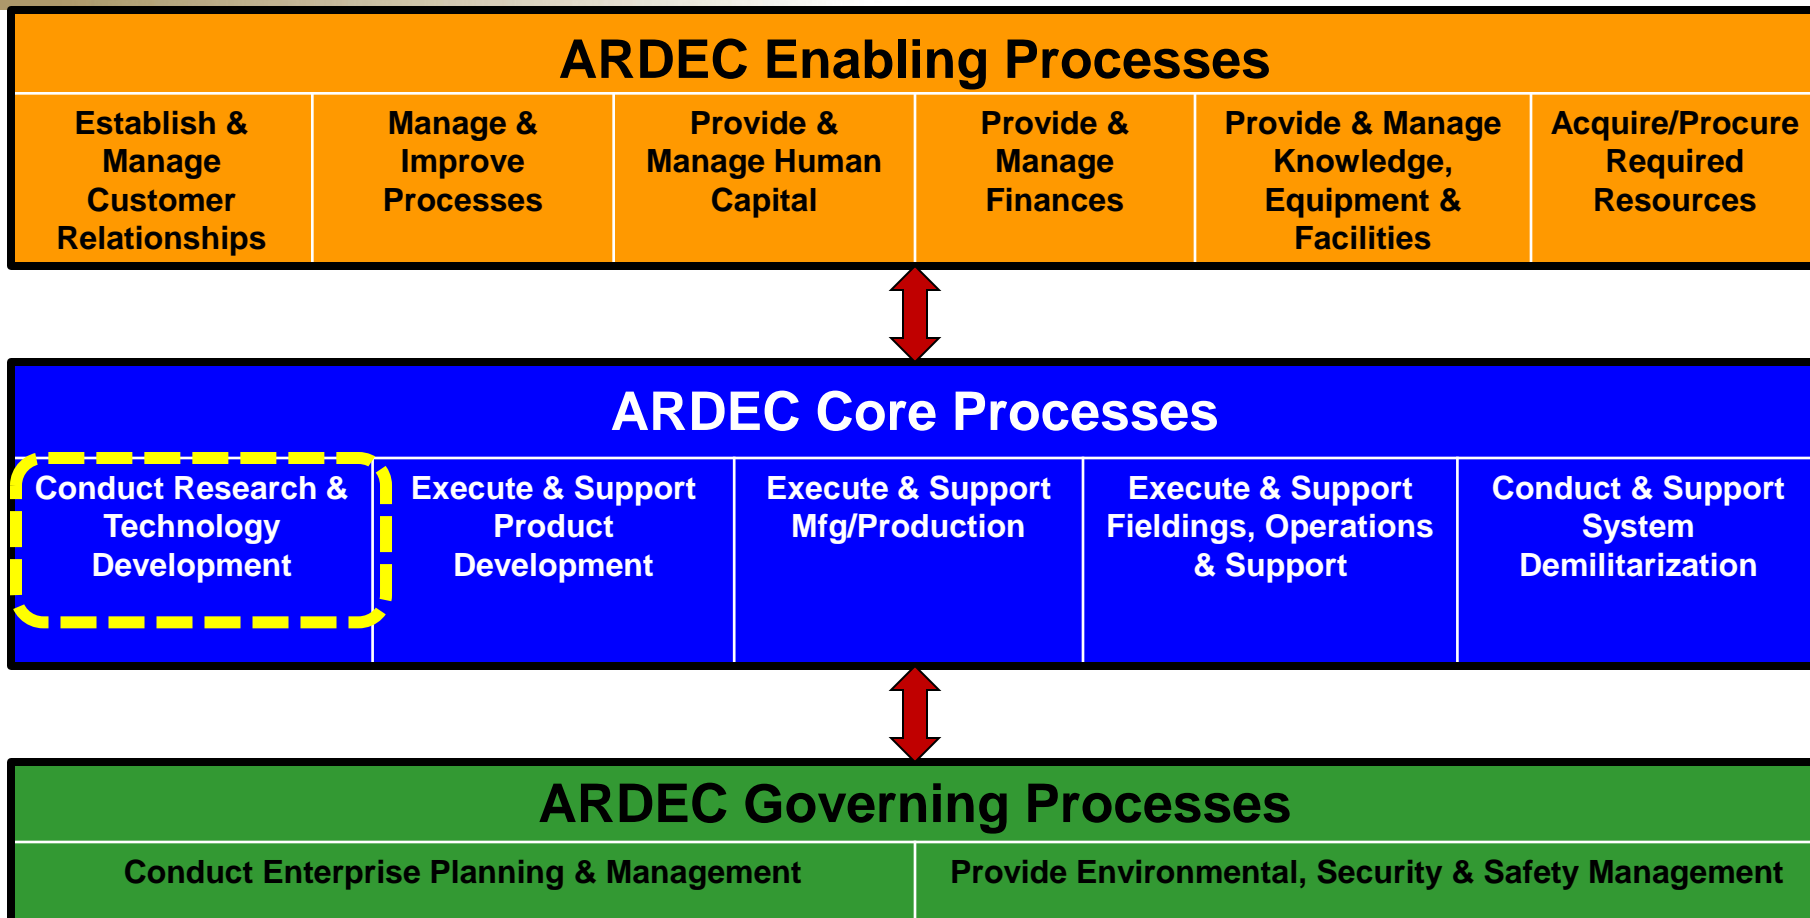 ARDEC Enabling Processes
Establish &
Manage
Customer
Relationships
Manage &
Improve
Processes
Provide &
Manage Human
Capital
Provide &
Manage
Finances
Provide & Manage
Knowledge,
Equipment &
Facilities
Acquire/Procure
Required
Resources
ARDEC Core Processes
Conduct Research &
Technology
Development
Execute & Support
Product
Development
Execute & Support
Mfg/Production
Execute & Support
Fieldings, Operations
& Support
Conduct & Support
System
Demilitarization
ARDEC Governing Processes
Conduct Enterprise Planning & Management
Provide Environmental, Security & Safety Management